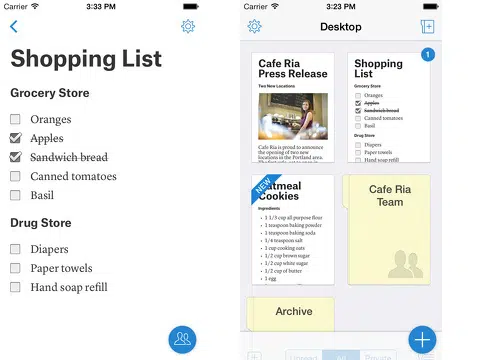 Carrier 3:33 PM
Shopping List
Grocery Store
Oranges
Apples
Sandwich bread
Canned tomatoes
Basil
Drug Store
Diapers
Paper towels
Hand soap refill
Carrier 3:23 PM
Desktop
Cafe Ria
Press Release
Two New Locations
Cafe Ria is proud to announce
the opening of two new
locations in the Portland area.
1
Shopping
List
Grocery Store
Oranges
Apples
Sandwich bread
Canned tomatoes
Basil
Drug Store
Diapers
Paper towels
Hand soap refill
NEW
Oatmeal
Cookies
Ingredients
• 1 1/3 cup all purpose flour
• 1 teaspoon baking powder
• 1 teaspoon baking soda
• 1/4 teaspoon salt
• 1 cup cooking oats
• 1/2 cup brown sugar
• 1/2 cup white sugar
• 1/2 cup of butter
• 1 egg
Cafe Ria
Team
Archive
Unread All Private